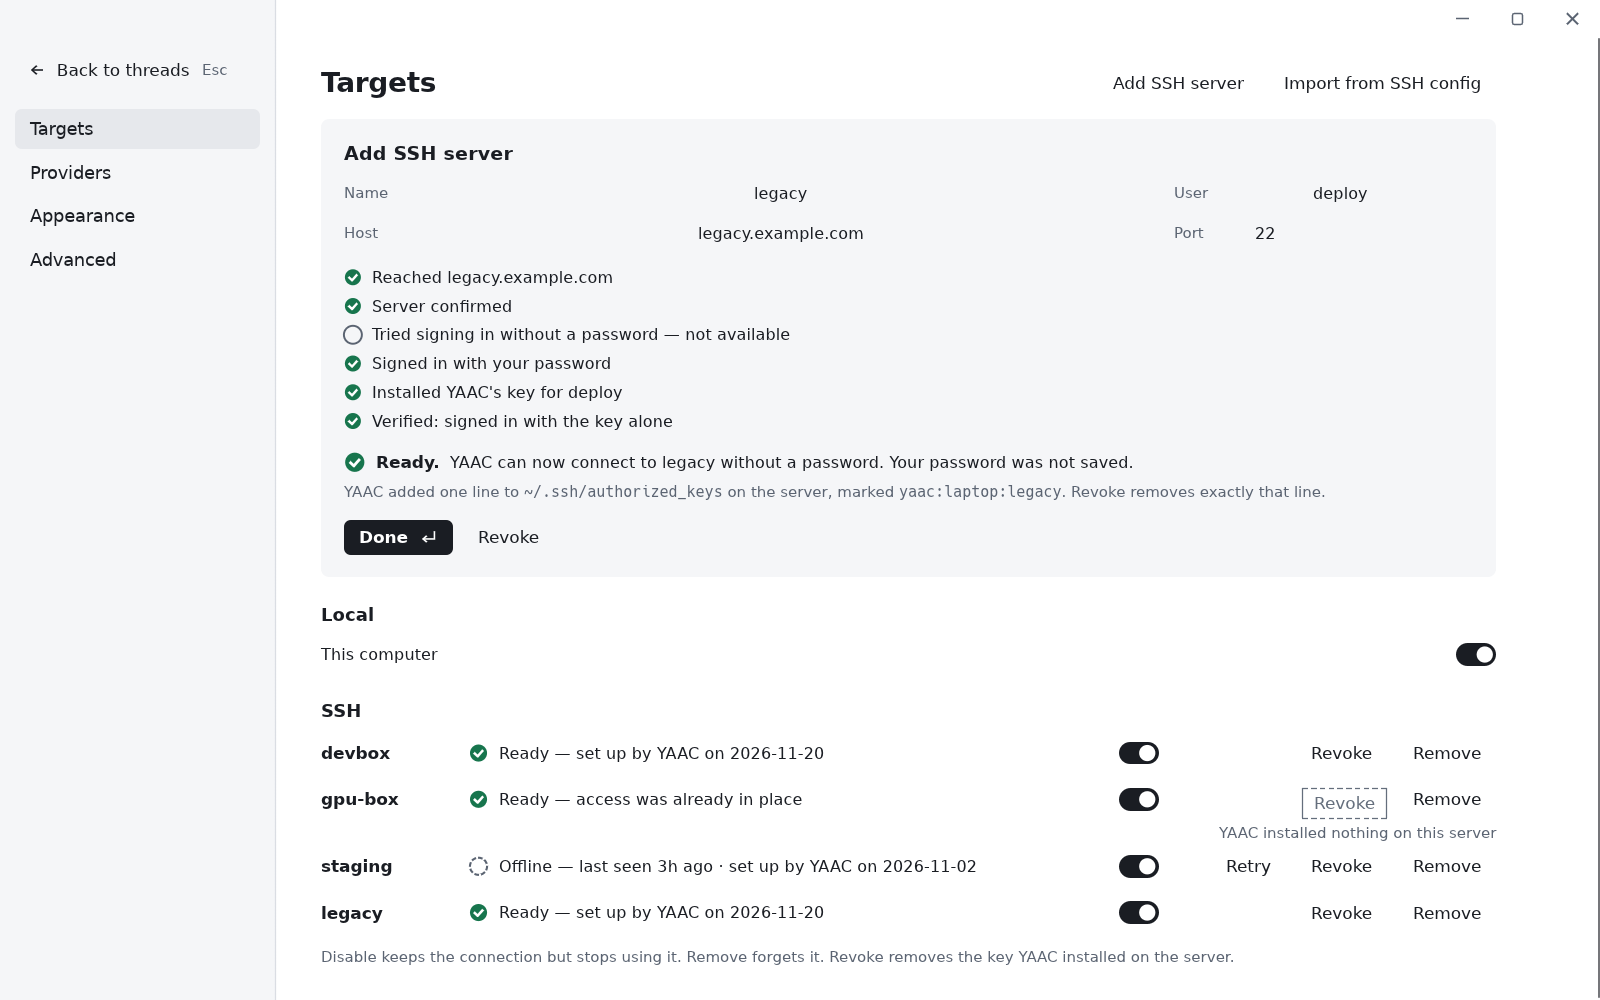 Back to threads Esc
Targets
Providers
Appearance
Advanced
Targets
Add SSH server Import from SSH config
Add SSH server
Name legacy User deploy
Host legacy.example.com Port 22
Reached legacy.example.com
Server confirmed
Tried signing in without a password — not available
Signed in with your password
Installed YAAC's key for deploy
Verified: signed in with the key alone
Ready. YAAC can now connect to legacy without a password. Your password was not saved.
YAAC added one line to ~/.ssh/authorized_keys on the server, marked yaac:laptop:legacy. Revoke removes exactly that line.
Done Revoke
Local
This computer
SSH
devbox Ready — set up by YAAC on 2026-11-20 Revoke Remove
gpu-box Ready — access was already in place Revoke Remove
YAAC installed nothing on this server
staging Offline — last seen 3h ago · set up by YAAC on 2026-11-02 Retry Revoke Remove
legacy Ready — set up by YAAC on 2026-11-20 Revoke Remove
Disable keeps the connection but stops using it. Remove forgets it. Revoke removes the key YAAC installed on the server.